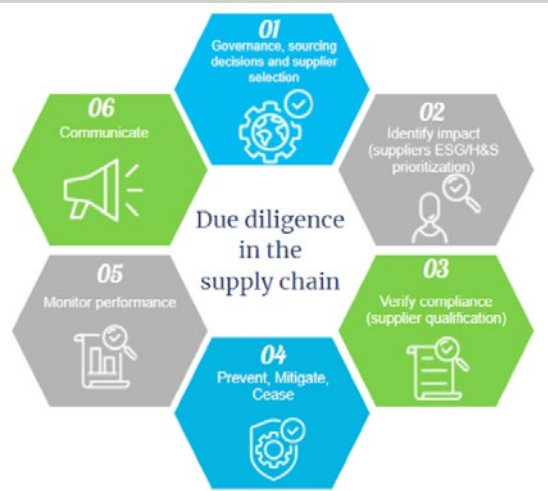 01
Governance, sourcing
decisions and supplier
selection
02
Identify impact
(suppliers ESG/H&S
prioritization)
03
Verify compliance
(supplier qualification)
04
Prevent, Mitigate,
Cease
05
Monitor performance
06
Communicate
Due diligence
in the
supply chain